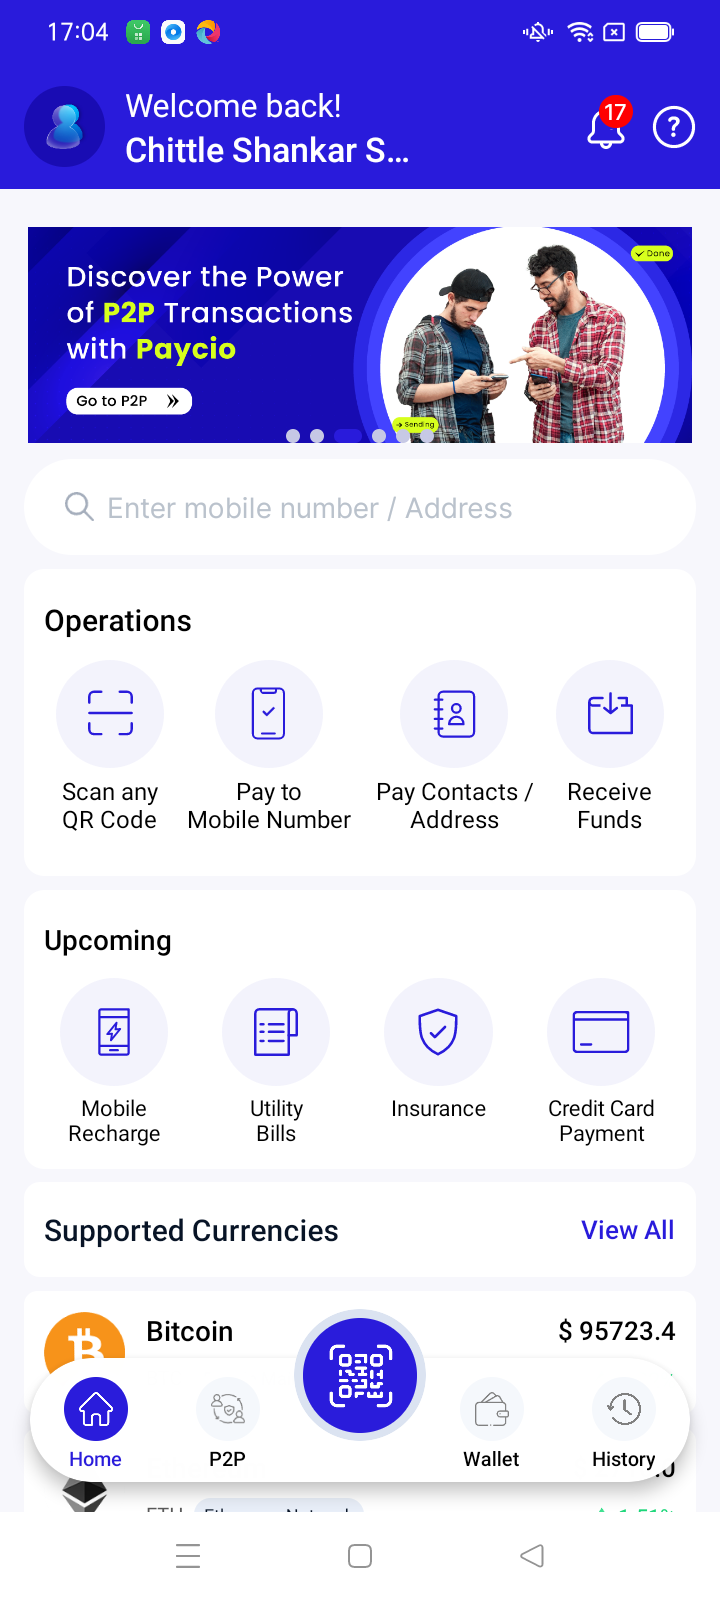 17:04
Welcome back!
Chittle Shankar S...
17
?
Discover the Power
of P2P Transactions
with Paycio
Go to P2P
Done
Sending
Enter mobile number / Address
Operations
Scan any
QR Code
Pay to
Mobile Number
Pay Contacts /
Address
Receive
Funds
Upcoming
Mobile
Recharge
Utility
Bills
Insurance
Credit Card
Payment
Supported Currencies
View All
Bitcoin
$ 95723.4
Home
P2P
Wallet
History